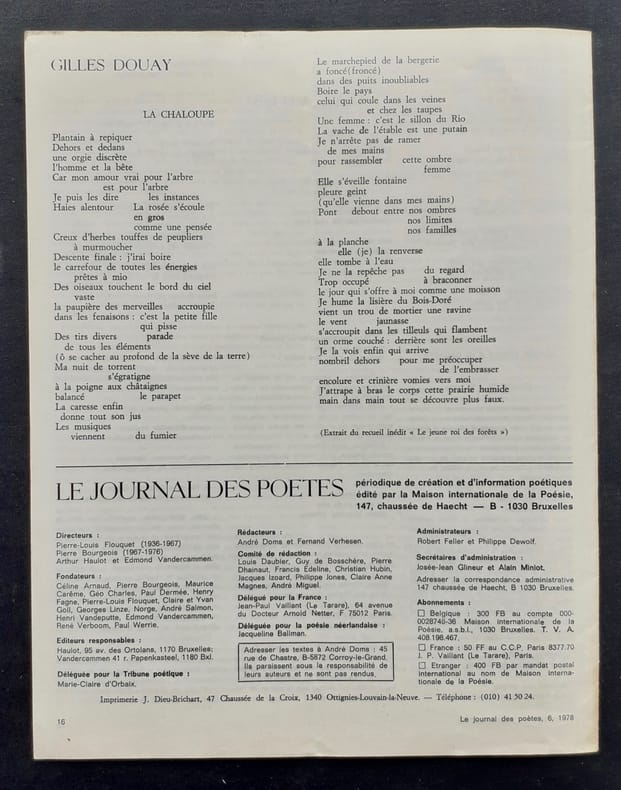 GILLES DOUAY
LA CHALOUPE
Plantain à repiquer
Dehors et dedans
une orgie discrète
l'homme et la bête
Car mon amour vrai pour l'arbre
est pour l'arbre
Je puis les dire les instances
Haies alentour La rosée s'écoule
en gros
comme une pensée
Creux d'herbes touffes de peupliers
à murmoucher
Descente finale : j'irai boire
le carrefour de toutes les énergies
prêtes à mio
Des oiseaux touchent le bord du ciel
vaste
la paupière des merveilles accroupie
dans les fenaisons : c'est la petite fille
qui pisse
Des tirs divers parade
de tous les éléments
(ô se cacher au profond de la sève de la terre)
Ma nuit de torrent
s'égratigne
à la poigne aux châtaignes
balancé le parapet
La caresse enfin
donne tout son jus
Les musiques
viennent du fumier
Le marchepied de la bergerie
a foncé (froncé)
dans des puits inoubliables
Boire le pays
celui qui coule dans les veines
et chez les taupes
Une femme : c'est le sillon du Rio
La vache de l'étable est une putain
Je n'arrête pas de ramer
de mes mains
pour rassembler cette ombre
femme
Elle s'éveille fontaine
pleure geint
(qu'elle vienne dans mes mains)
Pont debout entre nos ombres
nos limites
nos familles
à la planche
elle (je) la renverse
elle tombe à l'eau
Je ne la repêche pas du regard
Trop occupé à braconner
le jour qui s'offre à moi comme une moisson
Je hume la lisière du Bois-Doré
vient un trou de mortier une ravine
le vent jaunasse
s'accroupit dans les tilleuls qui flambent
un orme couché : derrière sont les oreilles
Je la vois enfin qui arrive
nombril dehors pour me préoccuper
de l'embrasser
encolure et crinière vomies vers moi
J'attrape à bras le corps cette prairie humide
main dans main tout se découvre plus faux.
(Extrait du recueil inédit « Le jeune roi des forêts »)
LE JOURNAL DES POETES
périodique de création et d'information poétiques
édité par la Maison internationale de la Poésie,
147, chaussée de Haecht — B - 1030 Bruxelles
Directeurs :
Pierre-Louis Flouquet (1936-1967)
Pierre Bourgeois (1967-1976)
Arthur Haulot et Edmond Vandercammen.
Fondateurs :
Céline Arnaud, Pierre Bourgeois, Maurice
Carême, Géo Charles, Paul Dermée, Henry
Fagne, Pierre-Louis Flouquet, Claire et Yvan
Goll, Georges Linze, Norge, André Salmon,
Henri Vandeputte, Edmond Vandercammen,
René Verboom, Paul Werrie.
Editeurs responsables :
Haulot, 95 av. des Ortolans, 1170 Bruxelles;
Vandercammen 41 r. Papenkasteel, 1180 Bxl.
Déléguée pour la Tribune poétique :
Marie-Claire d'Orbaix.
Rédacteurs :
André Doms et Fernand Verhesen.
Comité de rédaction :
Louis Daubier, Guy de Bosschère, Pierre
Dhainaut, Francis Edeline, Christian Hubin,
Jacques Izoard, Philippe Jones, Claire Anne
Magnes, André Miguel.
Délégué pour la France :
Jean-Paul Vaillant (Le Tarare), 64 avenue
du Docteur Arnold Netter, F 75012 Paris.
Déléguée pour la poésie néerlandaise :
Jacqueline Ballman.
Adresser les textes à André Doms : 45
rue de Chastre, B-5872 Corroy-le-Grand.
Ils paraissent sous la responsabilité de
leurs auteurs et ne sont pas rendus.
Administrateurs :
Robert Feller et Philippe Dewolf.
Secrétaires d'administration :
Josée-Jean Glineur et Alain Miniot.
Adresser la correspondance administrative
147 chaussée de Haecht, B 1030 Bruxelles.
Abonnements :
□ Belgique : 300 FB au compte 000-
0028740-36 Maison internationale de la
Poésie, a.s.b.l., 1030 Bruxelles. T. V. A.
408.198.467.
□ France : 50 FF au C.C.P. Paris 8377.70
J. P. Vaillant (Le Tarare), Paris.
□ Etranger : 400 FB par mandat postal
international au nom de Maison interna-
tionale de la Poésie.
Imprimerie J. Dieu-Brichart, 47 Chaussée de la Croix, 1340 Ottignies-Louvain-la-Neuve. — Téléphone : (010) 41 50 24.
16
Le journal des poètes, 6, 1978